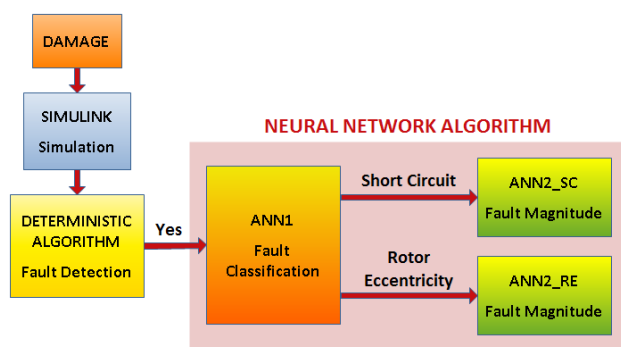 DAMAGE
SIMULINK
Simulation
DETERMINISTIC
ALGORITHM
Fault Detection
Yes
NEURAL NETWORK ALGORITHM
ANN1
Fault
Classification
Short Circuit
ANN2_SC
Fault Magnitude
Rotor
Eccentricity
ANN2_RE
Fault Magnitude